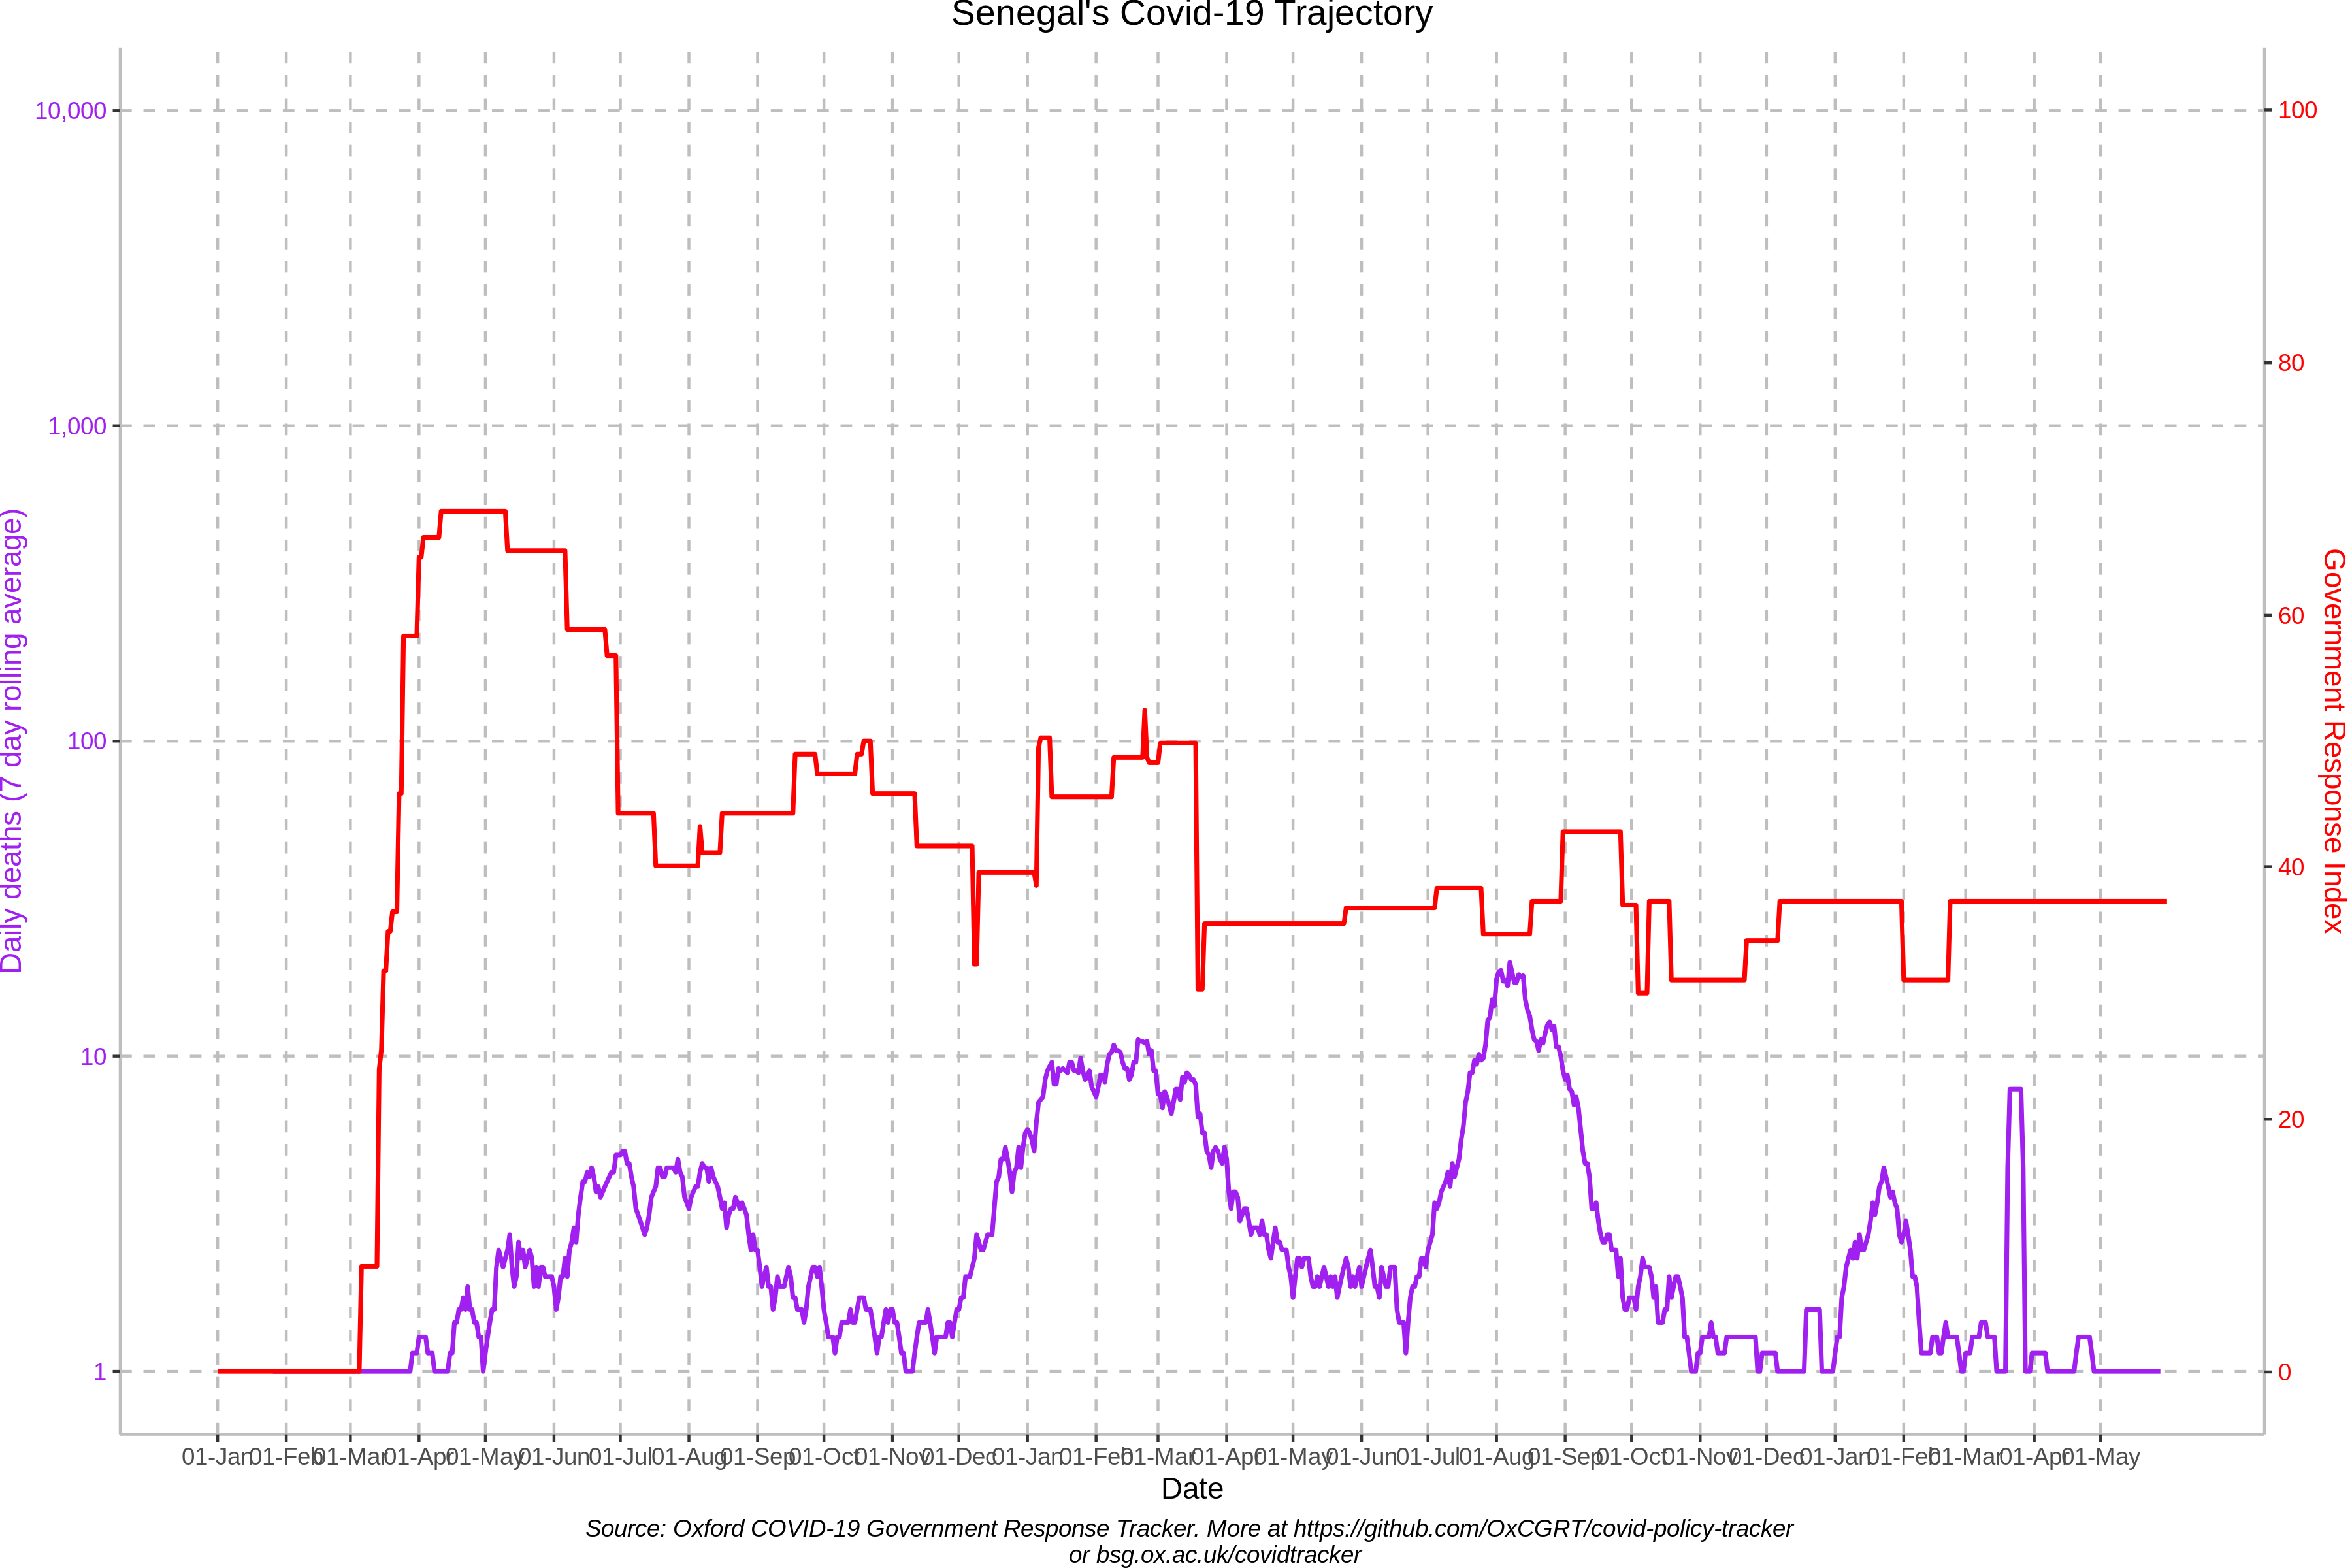 Senegal's Covid-19 Trajectory
10,000
1,000
100
10
1
Daily deaths (7 day rolling average)
100
80
60
40
20
0
Government Response Index
01-Jan 01-Feb 01-Mar 01-Apr 01-May 01-Jun 01-Jul 01-Aug 01-Sep 01-Oct 01-Nov 01-Dec 01-Jan 01-Feb 01-Mar 01-Apr 01-May 01-Jun 01-Jul 01-Aug 01-Sep 01-Oct 01-Nov 01-Dec 01-Jan 01-Feb 01-Mar 01-Apr 01-May
Date
Source: Oxford COVID-19 Government Response Tracker. More at https://github.com/OxCGRT/covid-policy-tracker
or bsg.ox.ac.uk/covidtracker